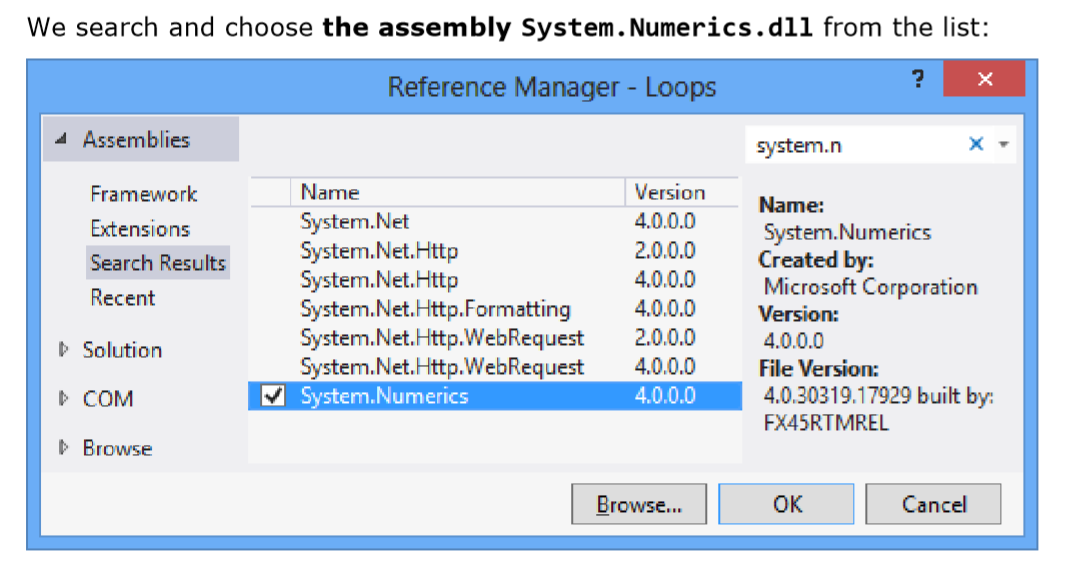 We search and choose the assembly System.Numerics.dll from the list:
Reference Manager - Loops
?
Assemblies
system.n
Framework
Extensions
Search Results
Recent
Solution
COM
Browse
Name Version
System.Net 4.0.0.0
System.Net.Http 2.0.0.0
System.Net.Http 4.0.0.0
System.Net.Http.Formatting 4.0.0.0
System.Net.Http.WebRequest 2.0.0.0
System.Net.Http.WebRequest 4.0.0.0
System.Numerics 4.0.0.0
Name:
System.Numerics
Created by:
Microsoft Corporation
Version:
4.0.0.0
File Version:
4.0.30319.17929 built by:
FX45RTMREL
Browse... OK Cancel